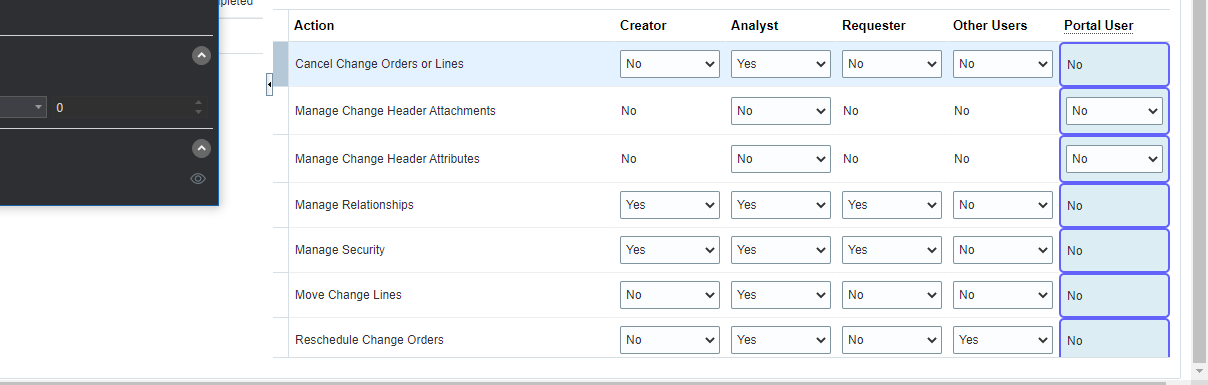 Action Creator Analyst Requester Other Users Portal User
Cancel Change Orders or Lines No Yes No No No
0
Manage Change Header Attachments No No No No No
Manage Change Header Attributes No No No No No
Manage Relationships Yes Yes Yes No No
Manage Security Yes Yes Yes No No
Move Change Lines No Yes No No No
Reschedule Change Orders No Yes No Yes No